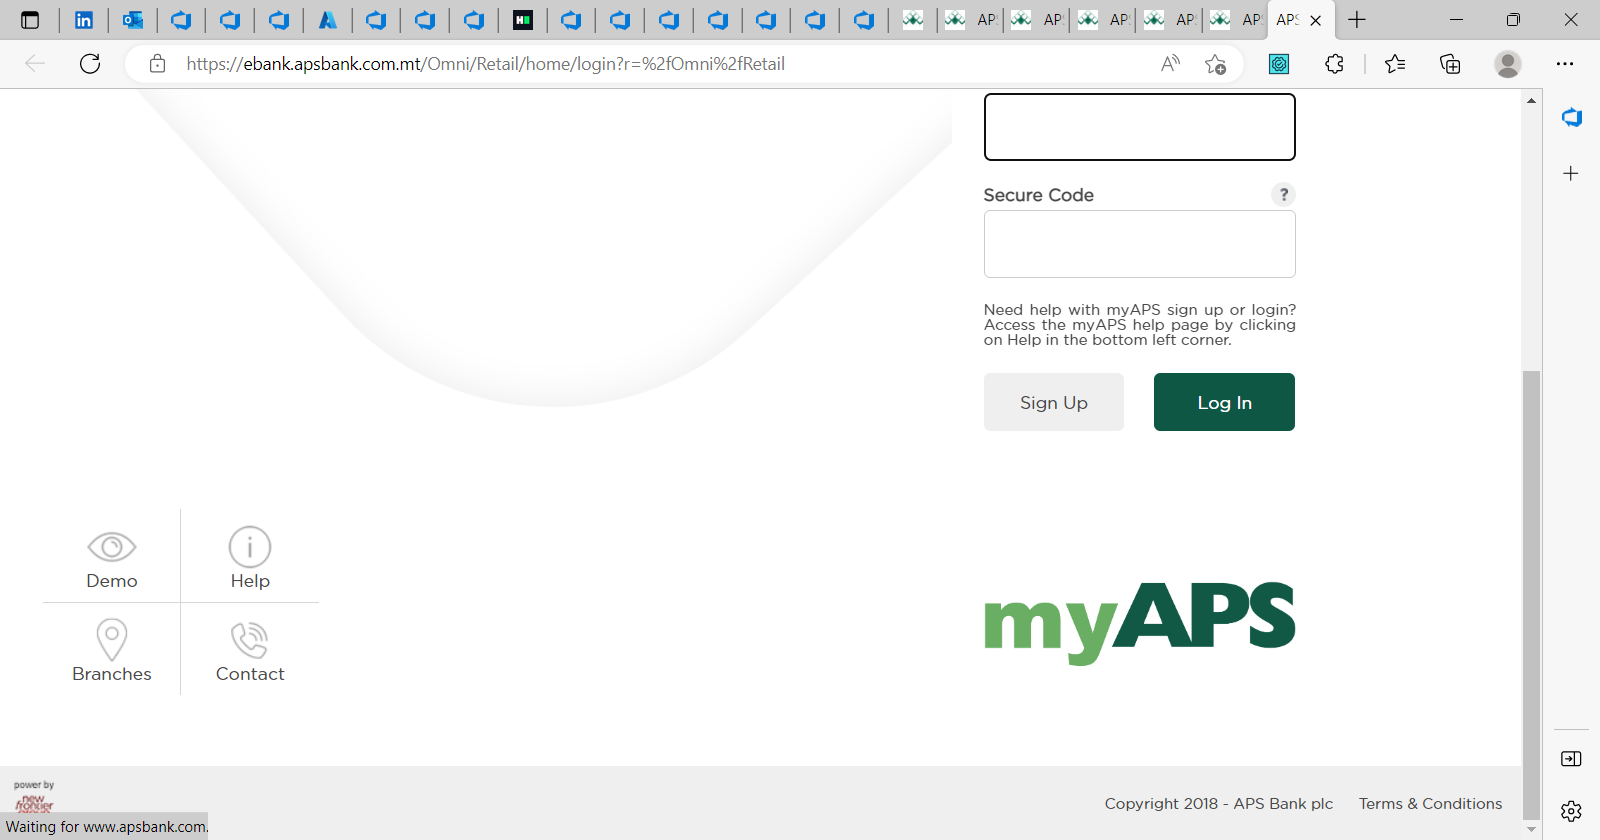 AP
AP
AP
AP
AP
APS
https://ebank.apsbank.com.mt/Omni/Retail/home/login?r=%2fOmni%2fRetail
Secure Code
?
Need help with myAPS sign up or login?
Access the myAPS help page by clicking
on Help in the bottom left corner.
Sign Up
Log In
Demo
Help
Branches
Contact
myAPS
power by
new
frontier
Copyright 2018 - APS Bank plc
Terms & Conditions
Waiting for www.apsbank.com.